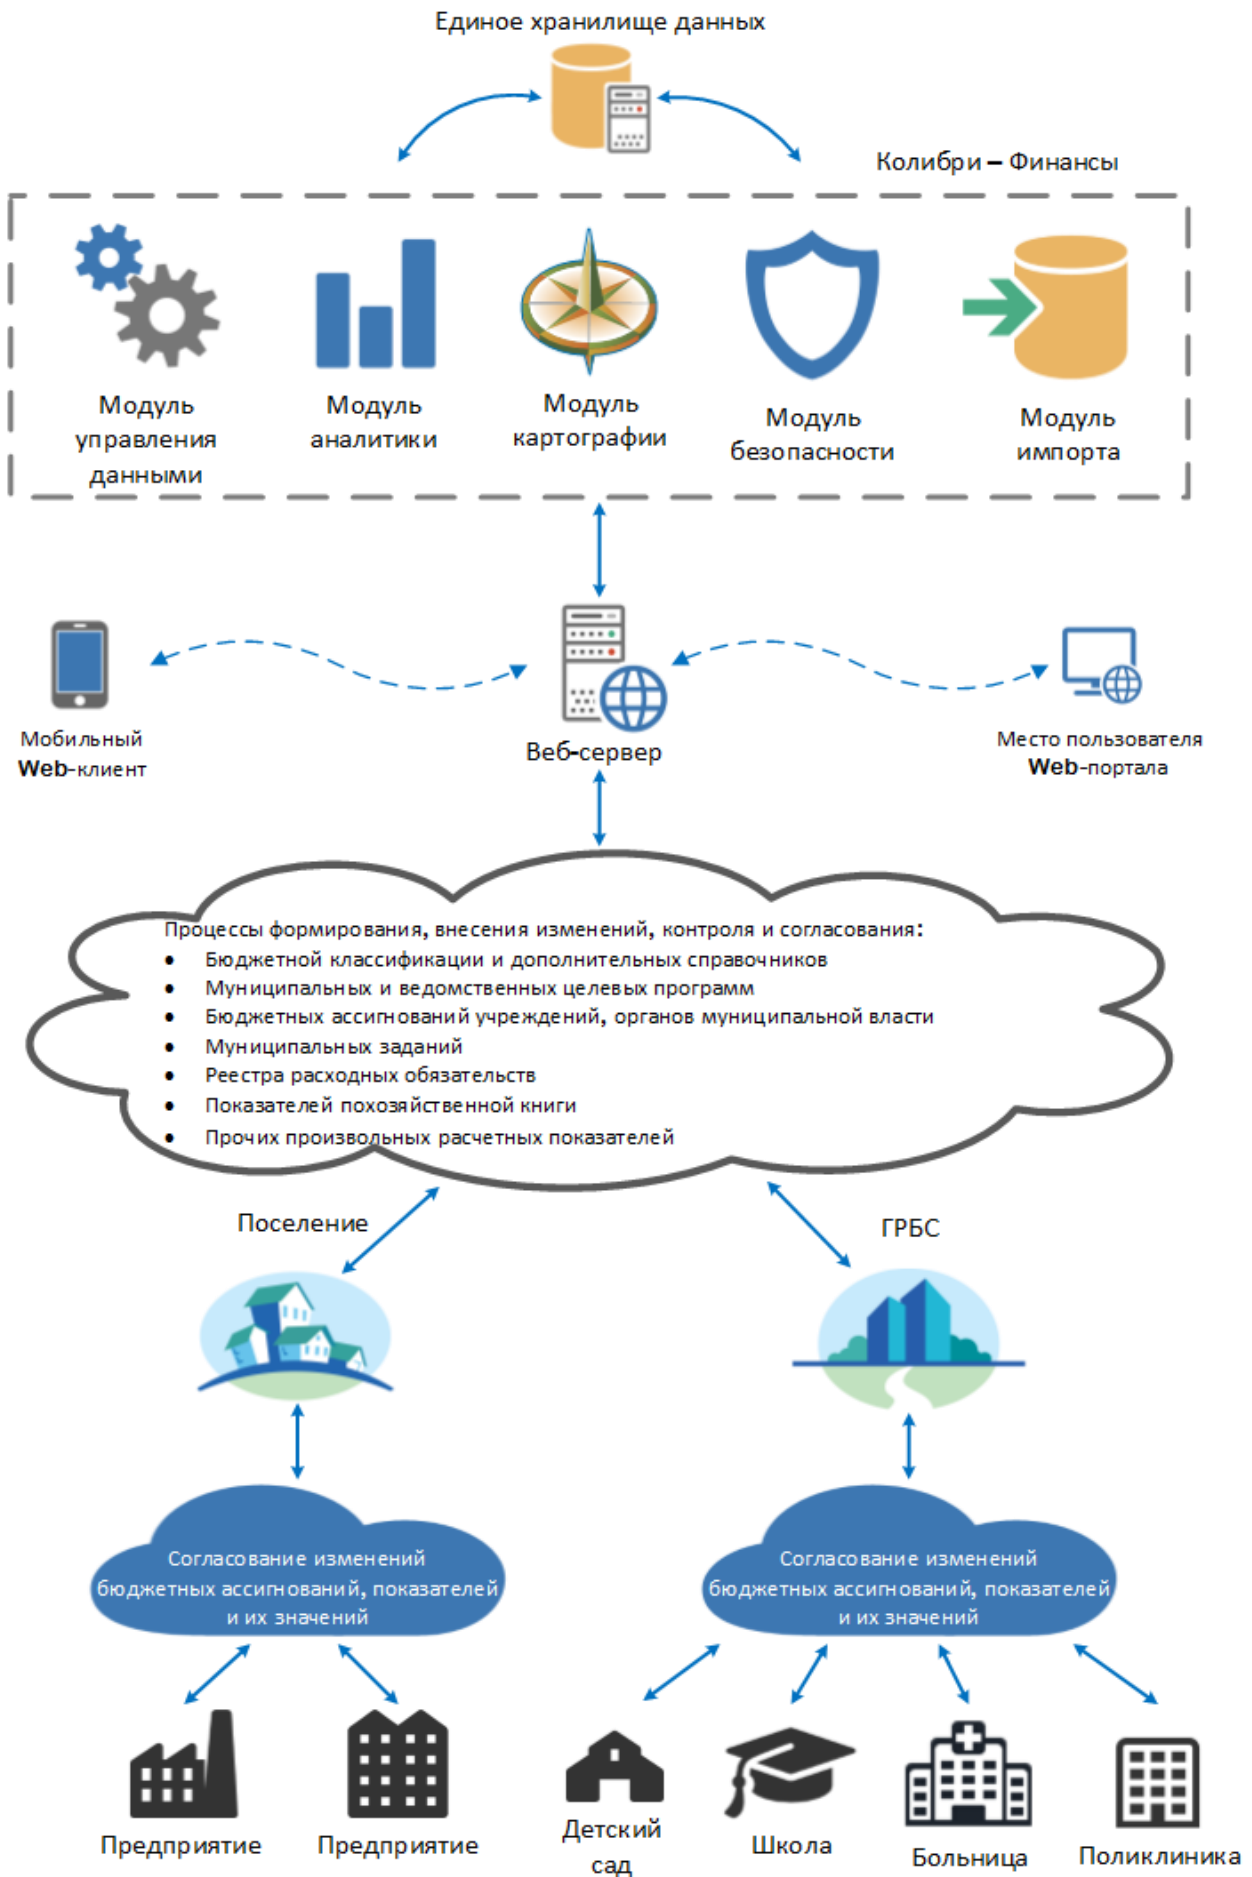 Единое хранилище данных
Колибри – Финансы
Модуль
управления
данными
Модуль
аналитики
Модуль
картографии
Модуль
безопасности
Модуль
импорта
Мобильный
Web-клиент
Веб-сервер
Место пользователя
Web-портала
Процессы формирования, внесения изменений, контроля и согласования:
• Бюджетной классификации и дополнительных справочников
• Муниципальных и ведомственных целевых программ
• Бюджетных ассигнований учреждений, органов муниципальной власти
• Муниципальных заданий
• Реестра расходных обязательств
• Показателей похозяйственной книги
• Прочих произвольных расчетных показателей
Поселение
ГРБС
Согласование изменений
бюджетных ассигнований, показателей
и их значений
Согласование изменений
бюджетных ассигнований, показателей
и их значений
Предприятие
Предприятие
Детский
сад
Школа
Больница
Поликлиника